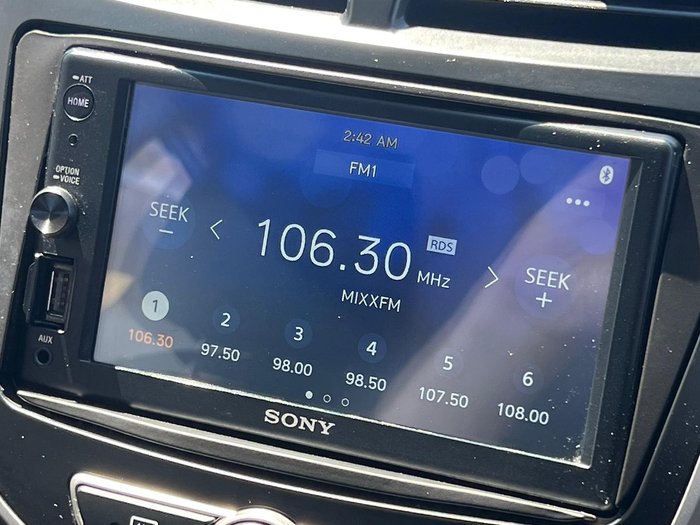 ATT
HOME
2:42 AM
FM1
OPTION
VOICE
SEEK
–
106.30 MHz
RDS
MIXXFM
SEEK
+
1
2
3
4
5
6
106.30
97.50
98.00
98.50
107.50
108.00
AUX
SONY